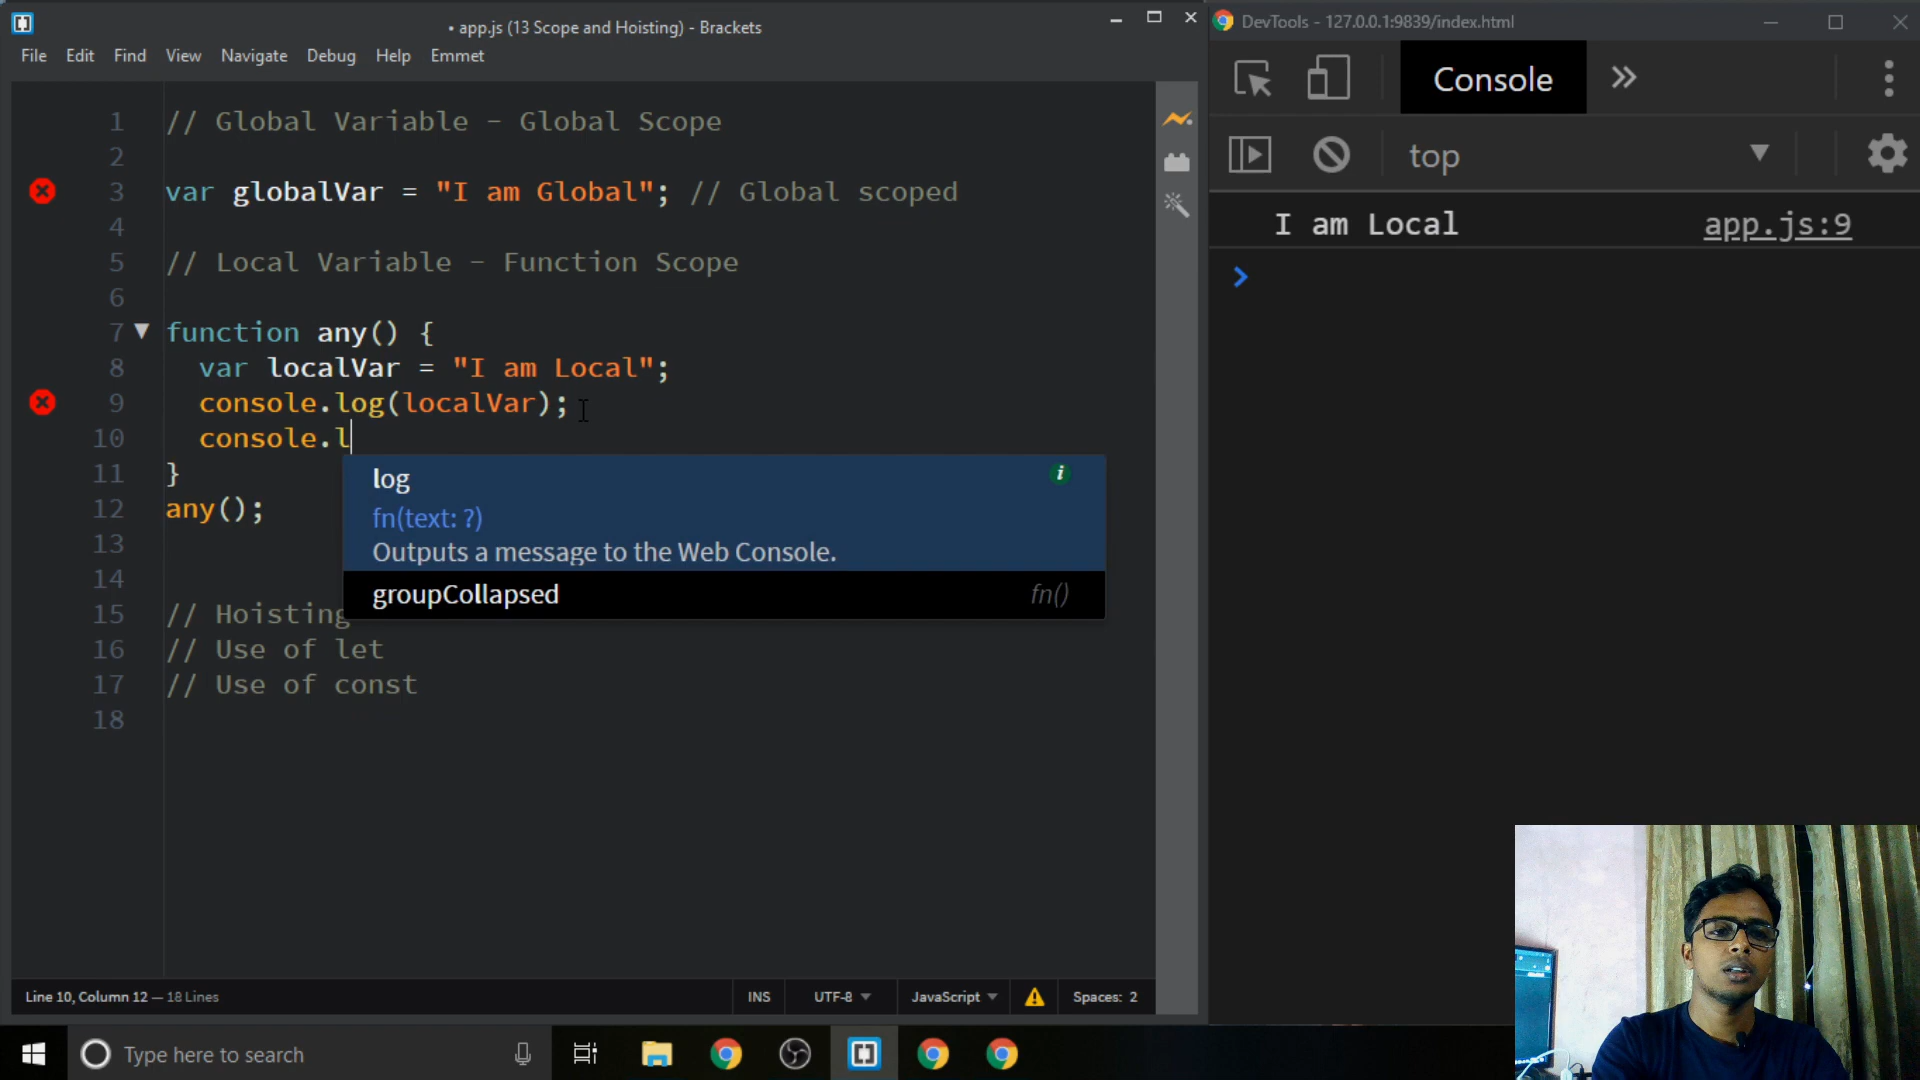 • app.js (13 Scope and Hoisting) - Brackets
File Edit Find View Navigate Debug Help Emmet
1 // Global Variable - Global Scope
2
3 var globalVar = "I am Global"; // Global scoped
4
5 // Local Variable - Function Scope
6
7 function any() {
8 var localVar = "I am Local";
9 console.log(localVar);
10 console.l
11 }
12 any();
13
14
15 // Hoisting
16 // Use of let
17 // Use of const
18
log
fn(text: ?)
Outputs a message to the Web Console.
groupCollapsed fn()
Line 10, Column 12 — 18 Lines
INS UTF-8 JavaScript Spaces: 2
DevTools - 127.0.0.1:9839/index.html
Console
top
I am Local app.js:9
Type here to search